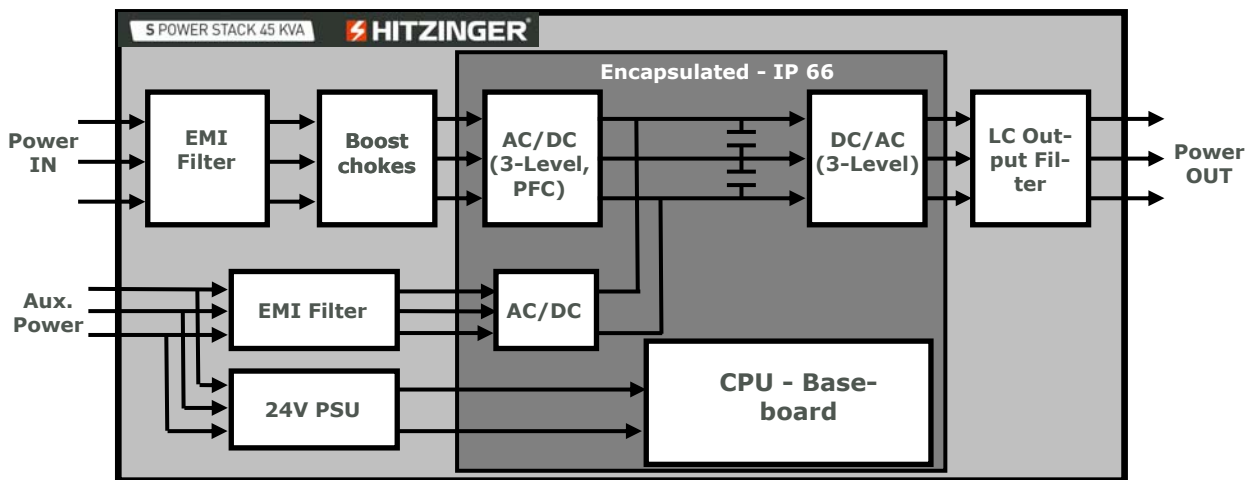 S POWER STACK 45 KVA
HITZINGER
Encapsulated - IP 66
Power
IN
EMI
Filter
Boost
chokes
AC/DC
(3-Level,
PFC)
DC/AC
(3-Level)
LC Out-
put Fil-
ter
Power
OUT
Aux.
Power
EMI Filter
AC/DC
24V PSU
CPU - Base-
board